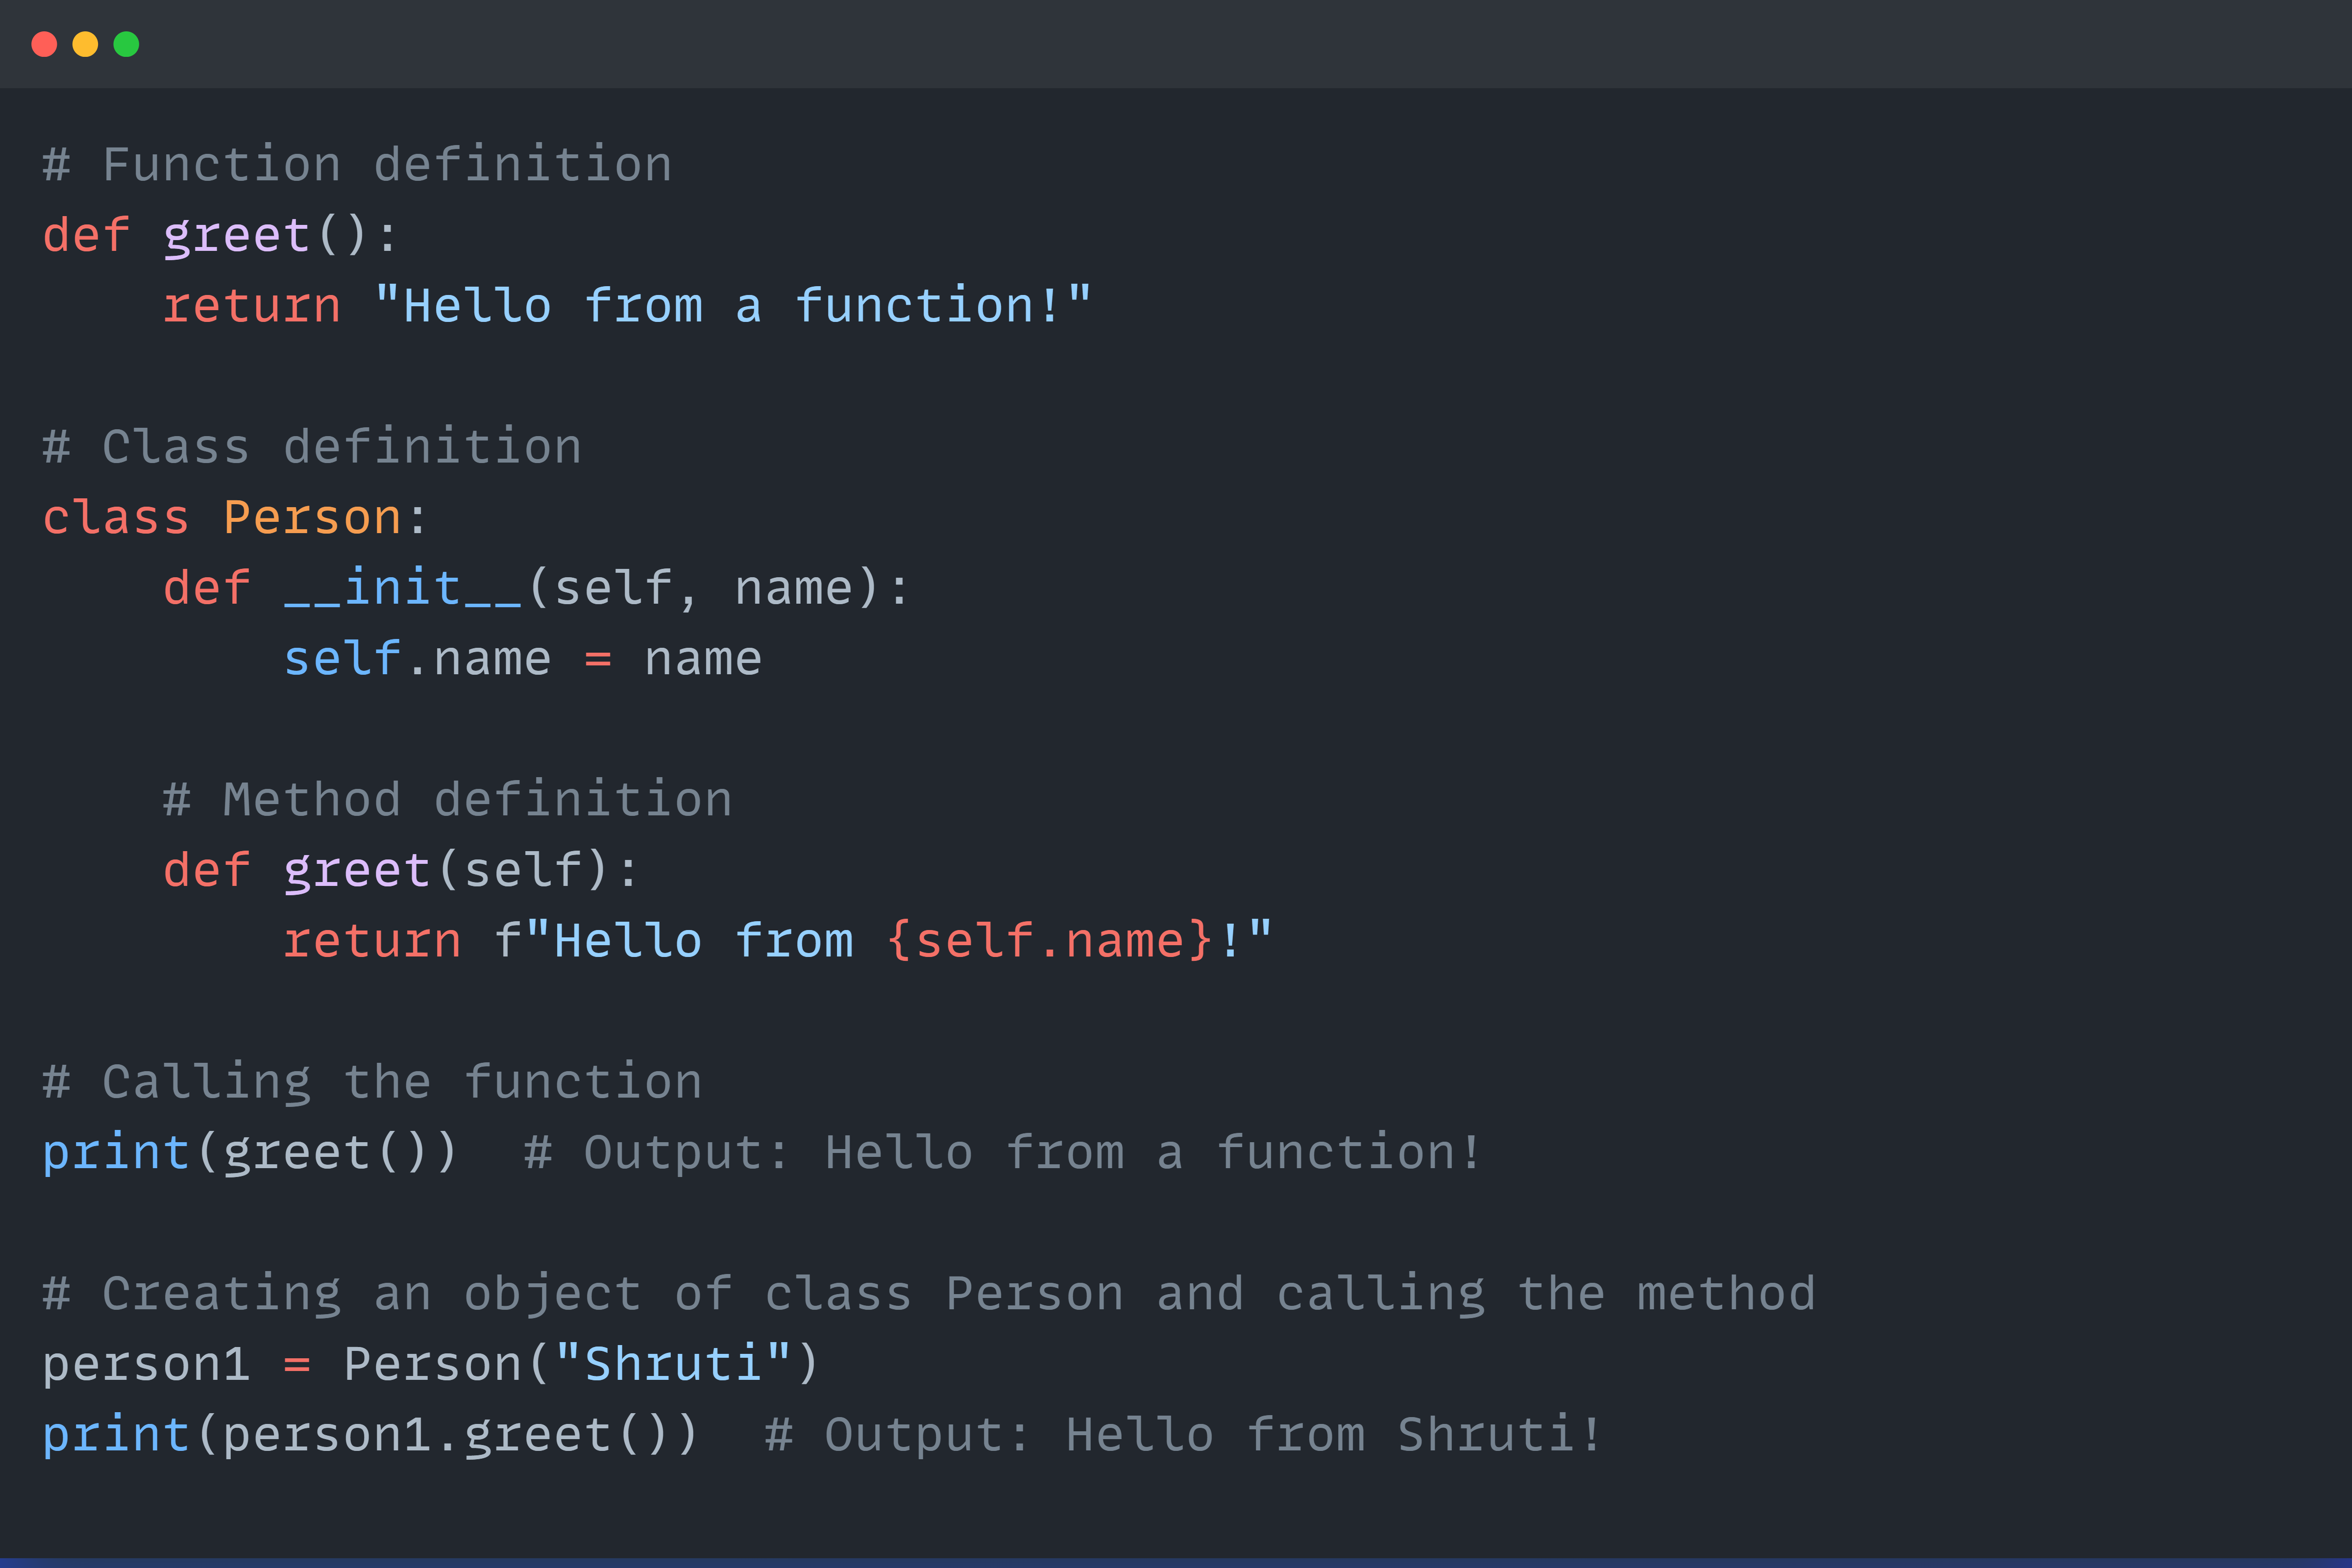 # Function definition
def greet():
    return "Hello from a function!"

# Class definition
class Person:
    def __init__(self, name):
        self.name = name

    # Method definition
    def greet(self):
        return f"Hello from {self.name}!"

# Calling the function
print(greet())  # Output: Hello from a function!

# Creating an object of class Person and calling the method
person1 = Person("Shruti")
print(person1.greet())  # Output: Hello from Shruti!